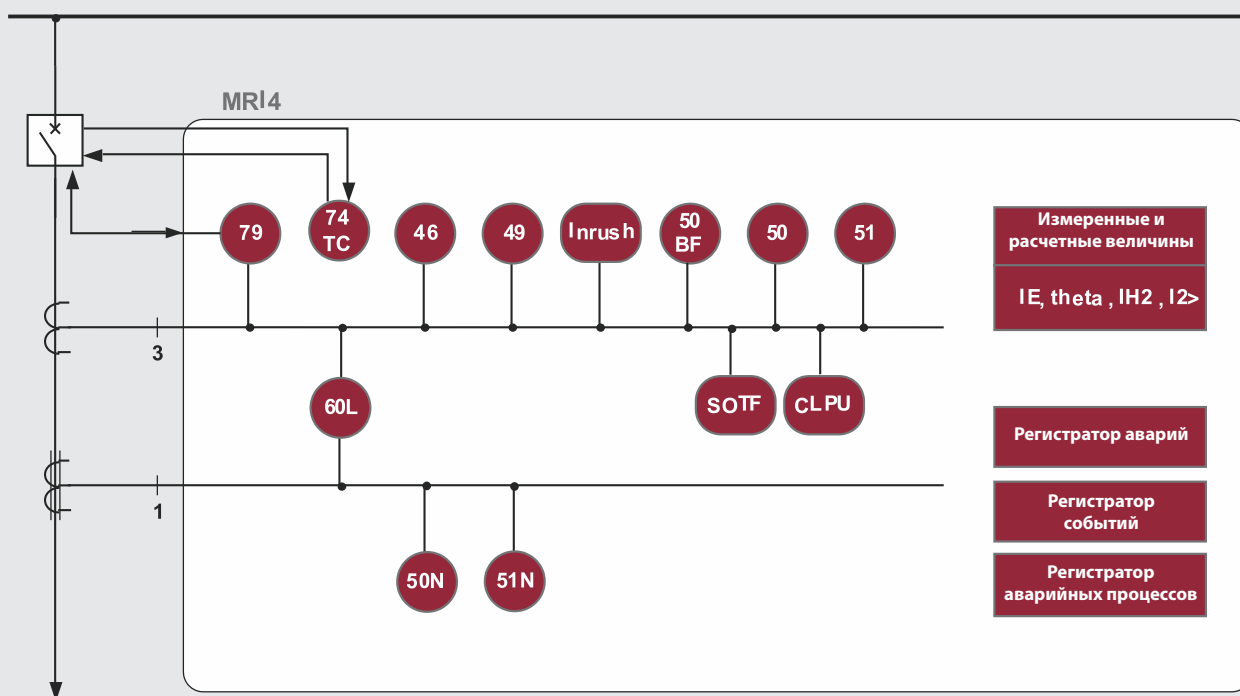 MRI4
79
74
TC
46
49
Inrush
50
BF
50
51
Измеренные и
расчетные величины
IE, theta , IH2 , I2>
3
60L
SOTF
CLPU
Регистратор аварий
1
Регистратор
событий
50N
51N
Регистратор
аварийных процессов